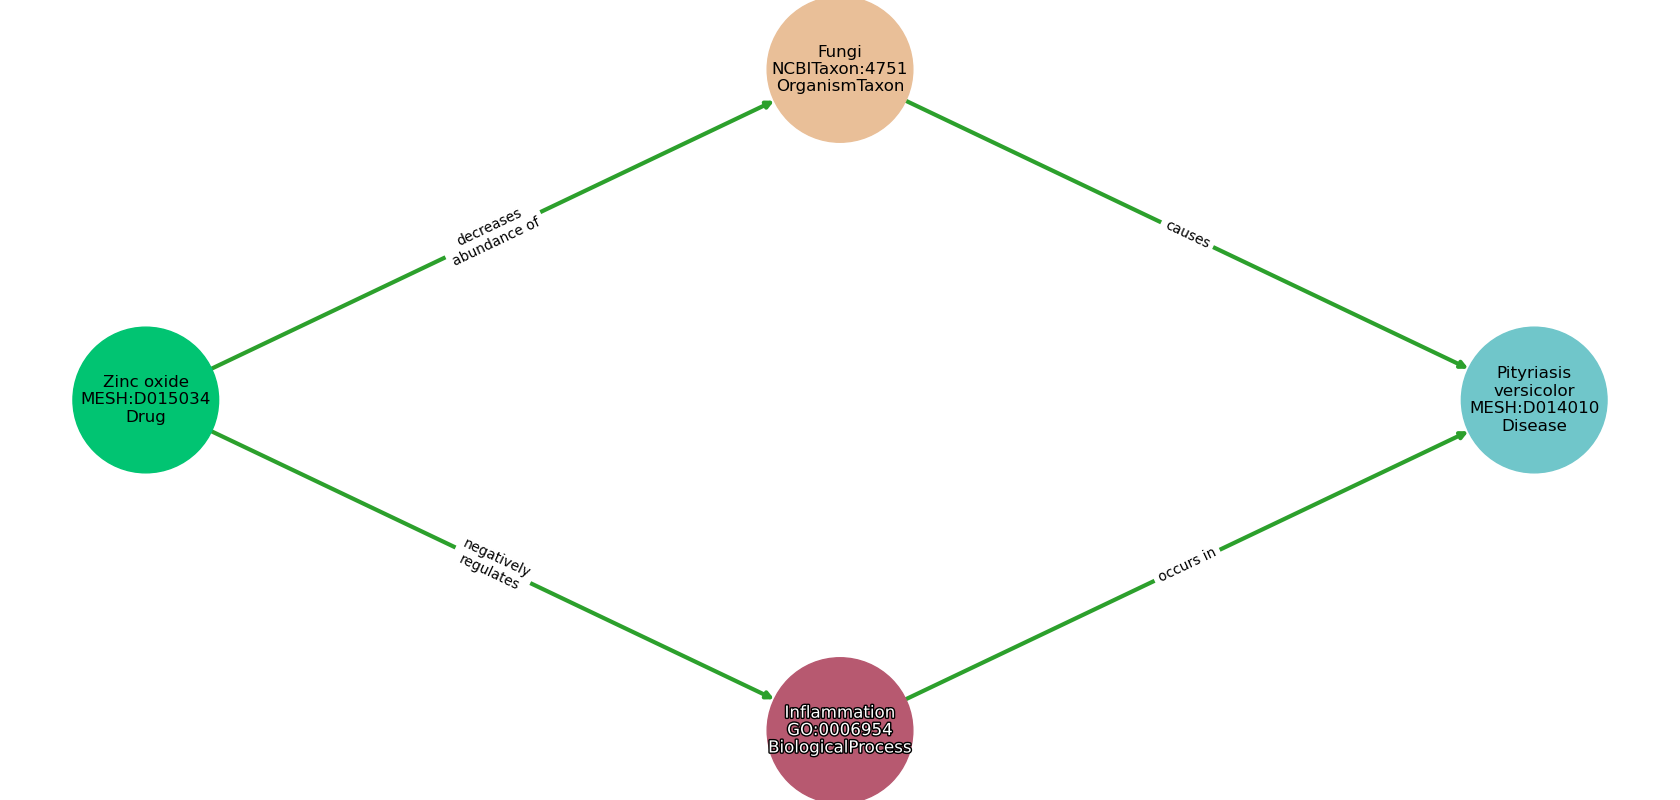 Fungi
NCBITaxon:4751
OrganismTaxon
decreases
abundance of
causes
Zinc oxide
MESH:D015034
Drug
Pityriasis
versicolor
MESH:D014010
Disease
negatively
regulates
occurs in
Inflammation
GO:0006954
BiologicalProcess